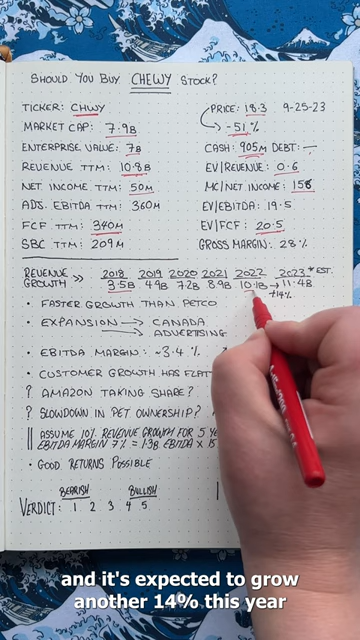 SHOULD YOU BUY CHEWY STOCK?
TICKER: CHWY
MARKET CAP: 7.9B
ENTERPRISE VALUE: 7B
REVENUE TTM: 10.8B
NET INCOME TTM: 50M
ADJ. EBITDA TTM: 360M
FCF TTM: 340M
SBC TTM: 209M
PRICE: 18.3 9-25-23
→ -51%
CASH: 905M DEBT: —
EV/REVENUE: 0.6
MC/NET INCOME: 158
EV/EBITDA: 19.5
EV/FCF: 20.5
GROSS MARGIN: 28%
REVENUE GROWTH >> 2018 2019 2020 2021 2022 2023 * EST.
3.5B 4.9B 7.2B 8.9B 10.1B → 11.4B
+14%
• FASTER GROWTH THAN PETCO
• EXPANSION → CANADA
→ ADVERTISING
• EBITDA MARGIN: ~3.4%
• CUSTOMER GROWTH HAS FLATT
? AMAZON TAKING SHARE?
? SLOWDOWN IN PET OWNERSHIP?
|| ASSUME 10% REVENUE GROWTH FOR 5 YE
EBITDA MARGIN 7% = 1.3B EBITDA X 15
• GOOD RETURNS POSSIBLE
BEARISH BULLISH
VERDICT: 1 2 3 4 5
and it's expected to grow
another 14% this year